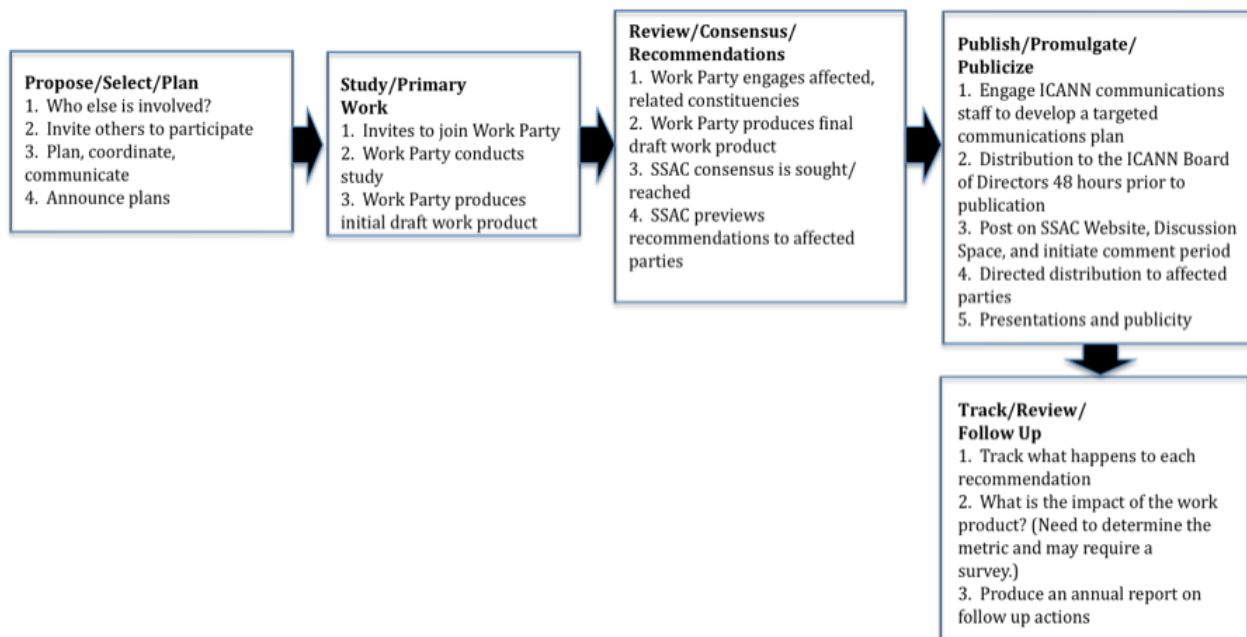 Propose/Select/Plan
1. Who else is involved?
2. Invite others to participate
3. Plan, coordinate,
communicate
4. Announce plans
Study/Primary
Work
1. Invites to join Work Party
2. Work Party conducts
study
3. Work Party produces
initial draft work product
Review/Consensus/
Recommendations
1. Work Party engages affected,
related constituencies
2. Work Party produces final
draft work product
3. SSAC consensus is sought/
reached
4. SSAC previews
recommendations to affected
parties
Publish/Promulgate/
Publicize
1. Engage ICANN communications
staff to develop a targeted
communications plan
2. Distribution to the ICANN Board
of Directors 48 hours prior to
publication
3. Post on SSAC Website, Discussion
Space, and initiate comment period
4. Directed distribution to affected
parties
5. Presentations and publicity
Track/Review/
Follow Up
1. Track what happens to each
recommendation
2. What is the impact of the work
product? (Need to determine the
metric and may require a
survey.)
3. Produce an annual report on
follow up actions